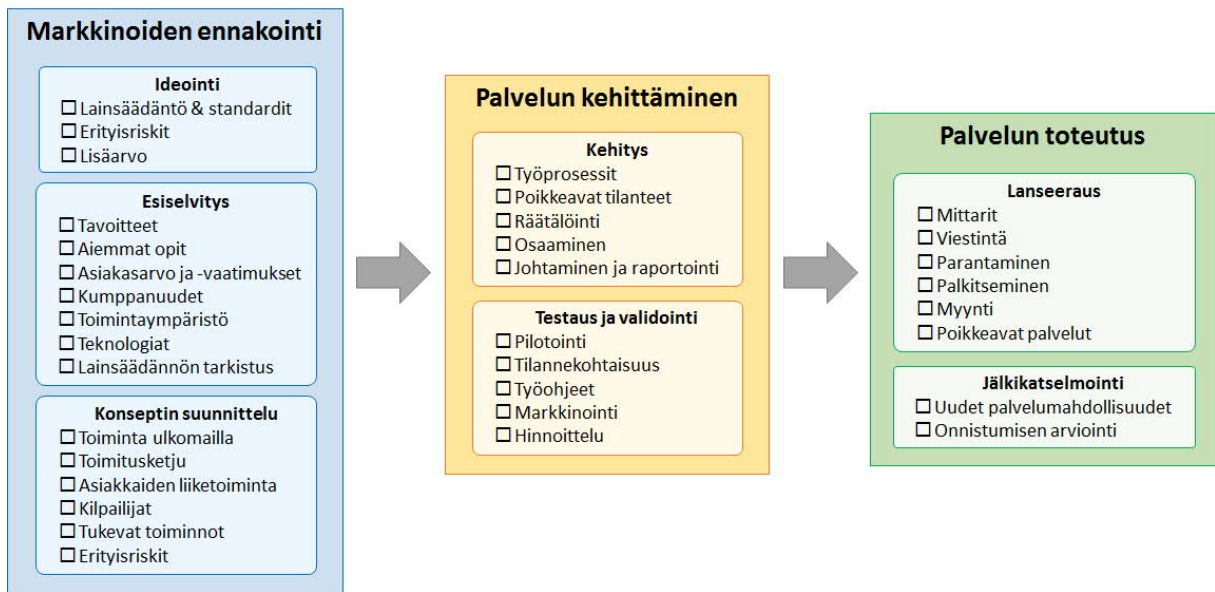 Markkinoiden ennakointi
Ideointi
☐ Lainsäädäntö & standardit
☐ Erityisriskit
☐ Lisäarvo
Esiselvitys
☐ Tavoitteet
☐ Aiemmat opit
☐ Asiakasarvo ja -vaatimukset
☐ Kumppanuudet
☐ Toimintaympäristö
☐ Teknologiat
☐ Lainsäädännön tarkistus
Konseptin suunnittelu
☐ Toiminta ulkomailla
☐ Toimitusketju
☐ Asiakkaiden liiketoiminta
☐ Kilpailijat
☐ Tukevat toiminnot
☐ Erityisriskit
Palvelun kehittäminen
Kehitys
☐ Työprosessit
☐ Poikkeavat tilanteet
☐ Räätälöinti
☐ Osaaminen
☐ Johtaminen ja raportointi
Testaus ja validointi
☐ Pilotointi
☐ Tilannekohtaisuus
☐ Työohjeet
☐ Markkinointi
☐ Hinnoittelu
Palvelun toteutus
Lanseeraus
☐ Mittarit
☐ Viestintä
☐ Parantaminen
☐ Palkitseminen
☐ Myynti
☐ Poikkeavat palvelut
Jälkikatselmointi
☐ Uudet palvelumahdollisuudet
☐ Onnistumisen arviointi